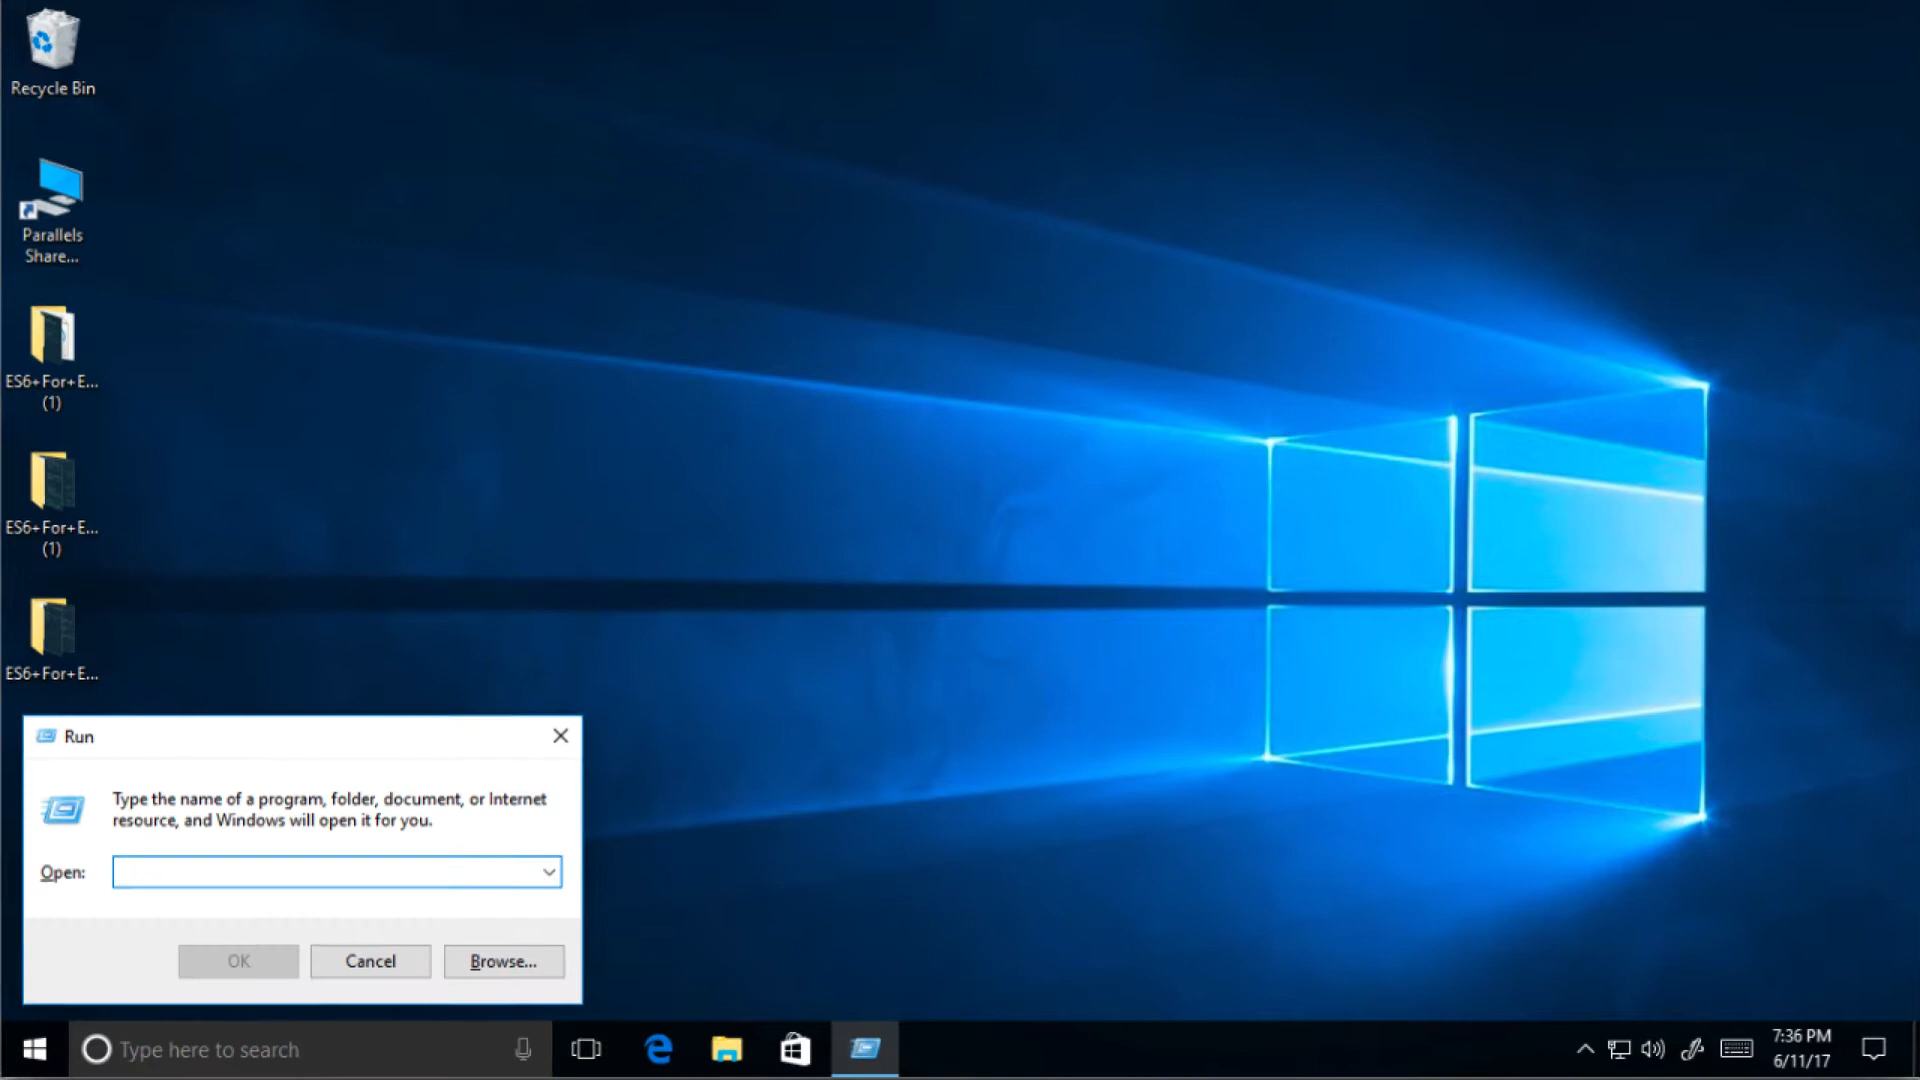 Recycle Bin
Parallels
Share...
ES6+For+E...
(1)
ES6+For+E...
(1)
ES6+For+E...
Run
Type the name of a program, folder, document, or Internet
resource, and Windows will open it for you.
Open:
OK
Cancel
Browse...
Type here to search
7:36 PM
6/11/17